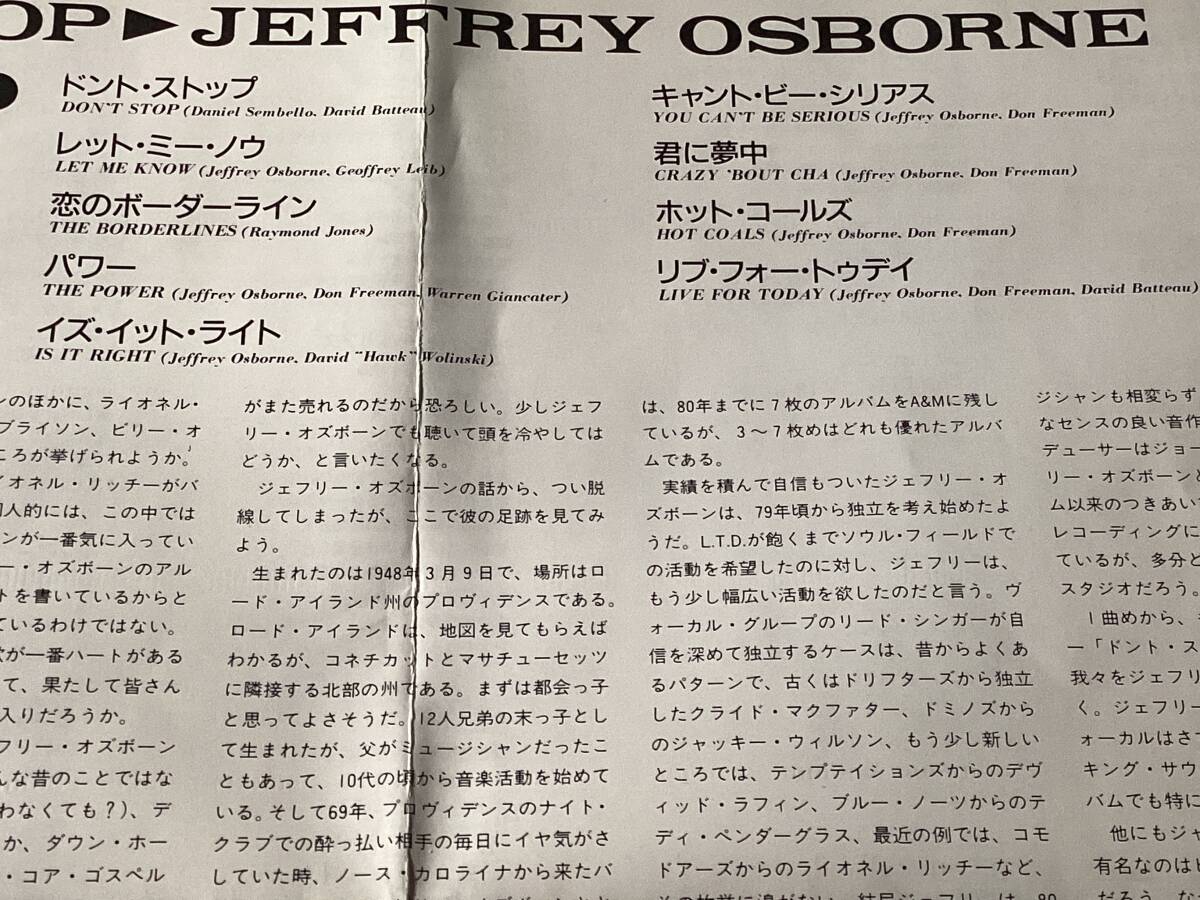 OP▶JEFFREY OSBORNE
ドント・ストップ
DON'T STOP (Daniel Sembello. David Batteau)
レット・ミー・ノウ
LET ME KNOW (Jeffrey Osborne. Geoffrey Leib)
恋のボーダーライン
THE BORDERLINES (Raymond Jones)
パワー
THE POWER (Jeffrey Osborne. Don Freeman. Warren Giancater)
イズ・イット・ライト
IS IT RIGHT (Jeffrey Osborne. David "Hawk" Wolinski)
キャント・ビー・シリアス
YOU CAN'T BE SERIOUS (Jeffrey Osborne. Don Freeman)
君に夢中
CRAZY 'BOUT CHA (Jeffrey Osborne. Don Freeman)
ホット・コールズ
HOT COALS (Jeffrey Osborne. Don Freeman)
リブ・フォー・トゥデイ
LIVE FOR TODAY (Jeffrey Osborne. Don Freeman. David Batteau)
ンのほかに、ライオネル・
ブライソン、ビリー・オ
ころが挙げられようか。
イオネル・リッチーがバ
個人的には、この中では
ンが一番気に入ってい
ー・オズボーンのアル
トを書いているからと
ているわけではない。
が一番ハートがある
て、果たして皆さん
入りだろうか。
フリー・オズボーン
んな昔のことではな
わなくても?)、デ
か、ダウン・ホー
・コア・ゴスペル
がまた売れるのだから恐ろしい。少しジェフ
リー・オズボーンでも聴いて頭を冷やしては
どうか、と言いたくなる。
ジェフリー・オズボーンの話から、つい脱
線してしまったが、ここで彼の足跡を見てみ
よう。
生まれたのは1948年3月9日で、場所はロ
ード・アイランド州のプロヴィデンスである。
ロード・アイランドは、地図を見てもらえば
わかるが、コネチカットとマサチューセッツ
に隣接する北部の州である。まずは都会っ子
と思ってよさそうだ。12人兄弟の末っ子とし
て生まれたが、父がミュージシャンだったこ
ともあって、10代の頃から音楽活動を始めて
いる。そして69年、プロヴィデンスのナイト・
クラブでの酔っ払い相手の毎日にイヤ気がさ
していた時、ノース・カロライナから来たバ
は、80年までに7枚のアルバムをA&Mに残し
ているが、3〜7枚めはどれも優れたアルバ
ムである。
実績を積んで自信もついたジェフリー・オ
ズボーンは、79年頃から独立を考え始めたよ
うだ。L.T.D.が飽くまでソウル・フィールドで
の活動を希望したのに対し、ジェフリーは、
もう少し幅広い活動を欲したのだと言う。ヴ
ォーカル・グループのリード・シンガーが自
信を深めて独立するケースは、昔からよくあ
るパターンで、古くはドリフターズから独立
したクライド・マクファター、ドミノズから
のジャッキー・ウィルソン、もう少し新しい
ところでは、テンプテイションズからのデヴ
ィッド・ラフィン、ブルー・ノーツからのテ
ディ・ペンダーグラス、最近の例では、コモ
ドアーズからのライオネル・リッチーなど、
ジシャンも相変らず
なセンスの良い音作
デューサーはジョー
リー・オズボーンと
ム以来のつきあい
レコーディングに
ているが、多分と
スタジオだろう。
1曲めから、も
ー「ドント・ス
我々をジェフリ
く。ジェフリー
ォーカルはさて
キング・サウ
バムでも特に
他にもジャ
有名なのはビ